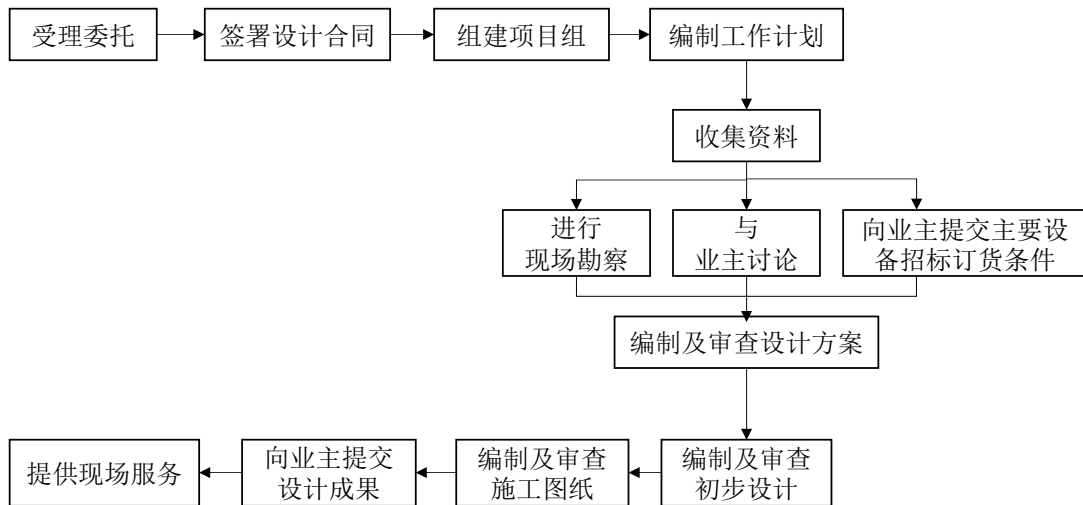 受理委托
签署设计合同
组建项目组
编制工作计划
收集资料
进行
现场勘察
与
业主讨论
向业主提交主要设
备招标订货条件
编制及审查设计方案
提供现场服务
向业主提交
设计成果
编制及审查
施工图纸
编制及审查
初步设计